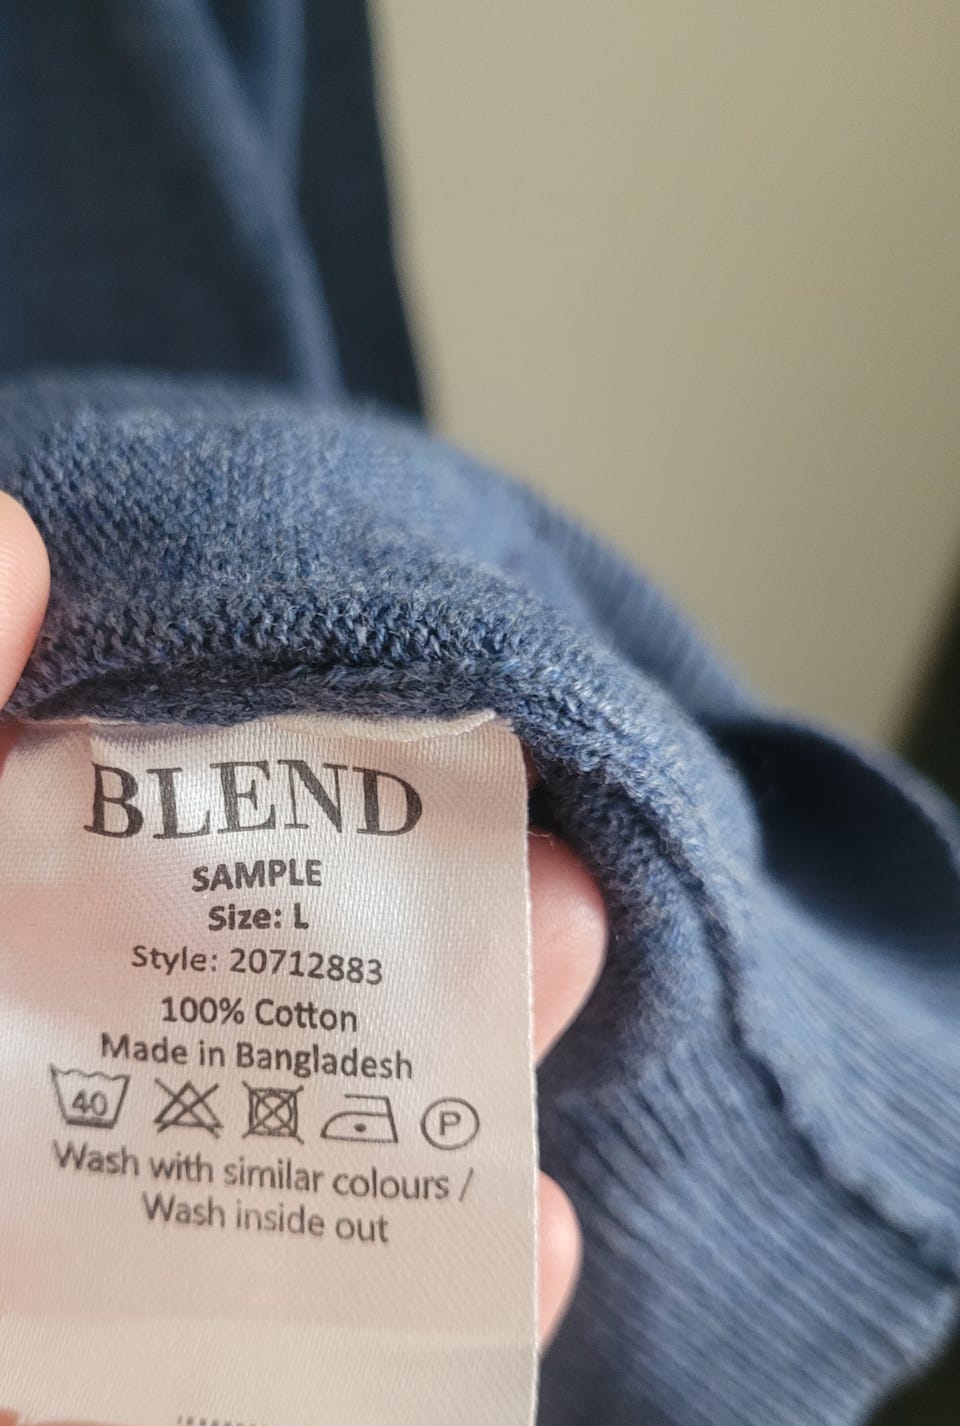 BLEND
SAMPLE
Size: L
Style: 20712883
100% Cotton
Made in Bangladesh
40 P
Wash with similar colours /
Wash inside out